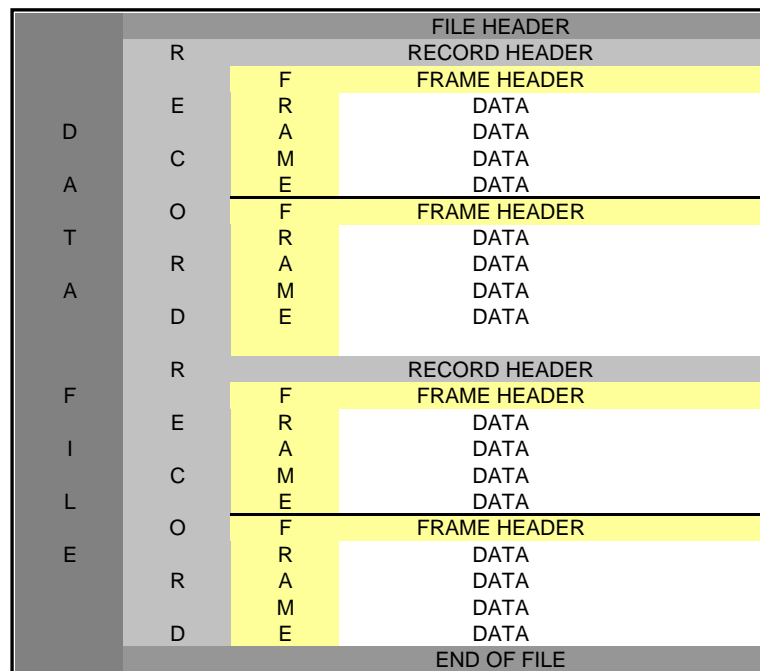 FILE HEADER
R RECORD HEADER
F FRAME HEADER
E R DATA
D A DATA
C M DATA
A E DATA
O F FRAME HEADER
T R DATA
R A DATA
A M DATA
D E DATA
R RECORD HEADER
F F FRAME HEADER
E R DATA
I A DATA
C M DATA
L E DATA
O F FRAME HEADER
E R DATA
R A DATA
M DATA
D E DATA
END OF FILE